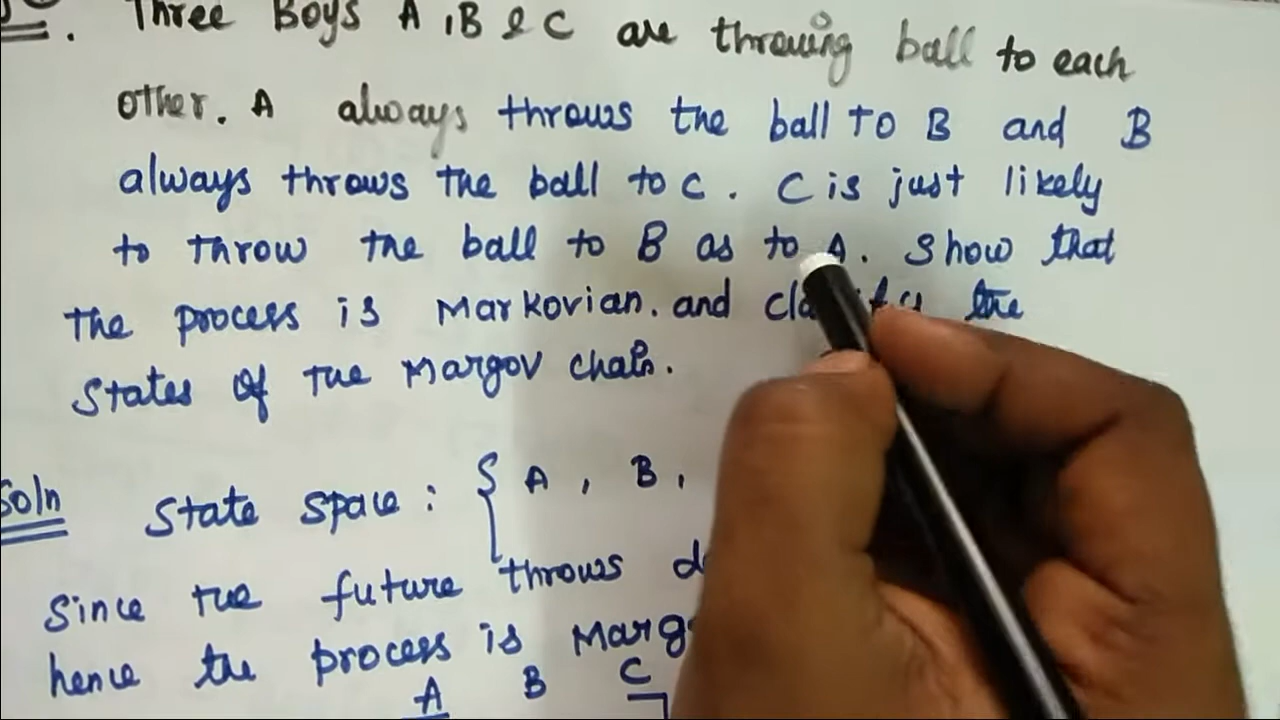 Three Boys A, B & C are throwing ball to each
other. A always throws the ball to B and B
always throws the ball to C. C is just likely
to throw the ball to B as to A. Show that
the process is Markovian. and the
States of the Margov chain.
Soln State space : { A, B,
Since the future throws
hence the process is
A B C